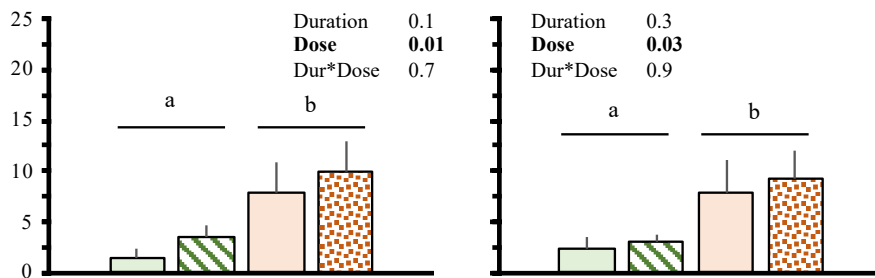 25
20
15
10
5
0
Duration 0.1
Dose 0.01
Dur*Dose 0.7
a b
Duration 0.3
Dose 0.03
Dur*Dose 0.9
a b